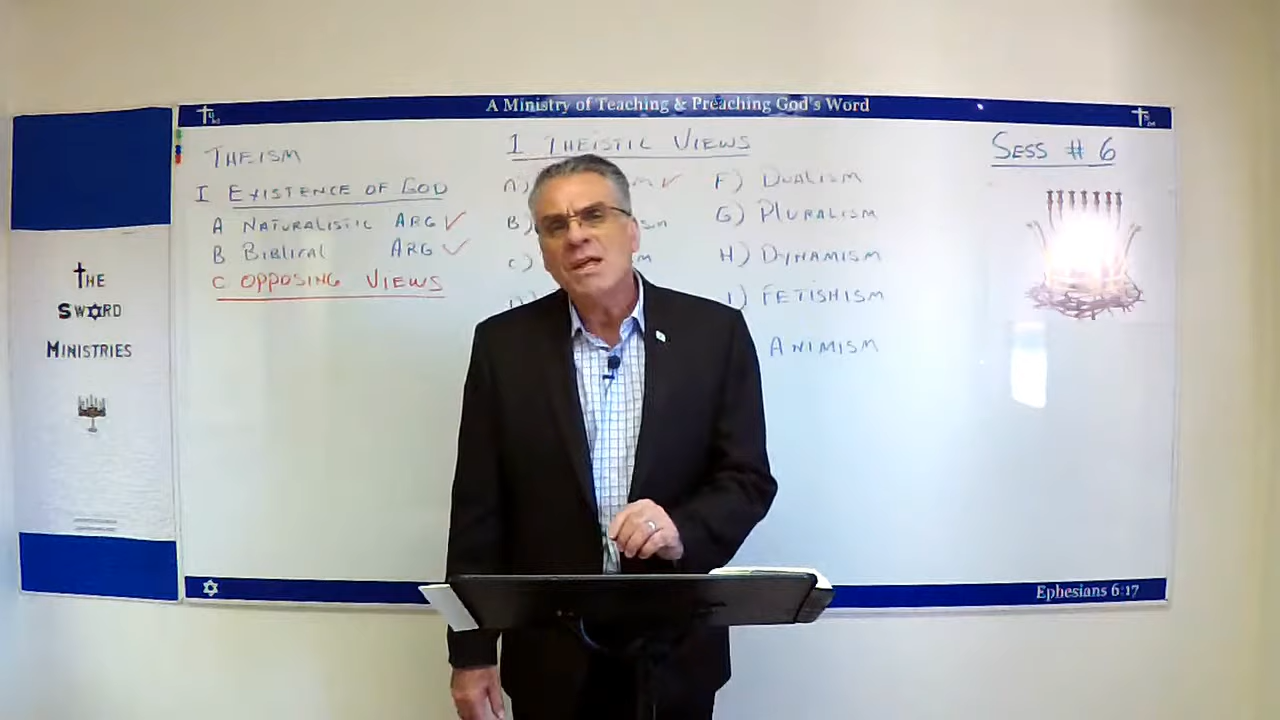 A Ministry of Teaching & Preaching God's Word
THEISM
I EXISTENCE OF GOD
A NATURALISTIC ARG ✓
B BIBLICAL ARG ✓
C OPPOSING VIEWS
I THEISTIC VIEWS
A) M ✓
B) SM
C) M
F) DUALISM
G) PLURALISM
H) DYNAMISM
I) FETISHISM
ANIMISM
SESS # 6
THE
SWORD
MINISTRIES
Ephesians 6:17